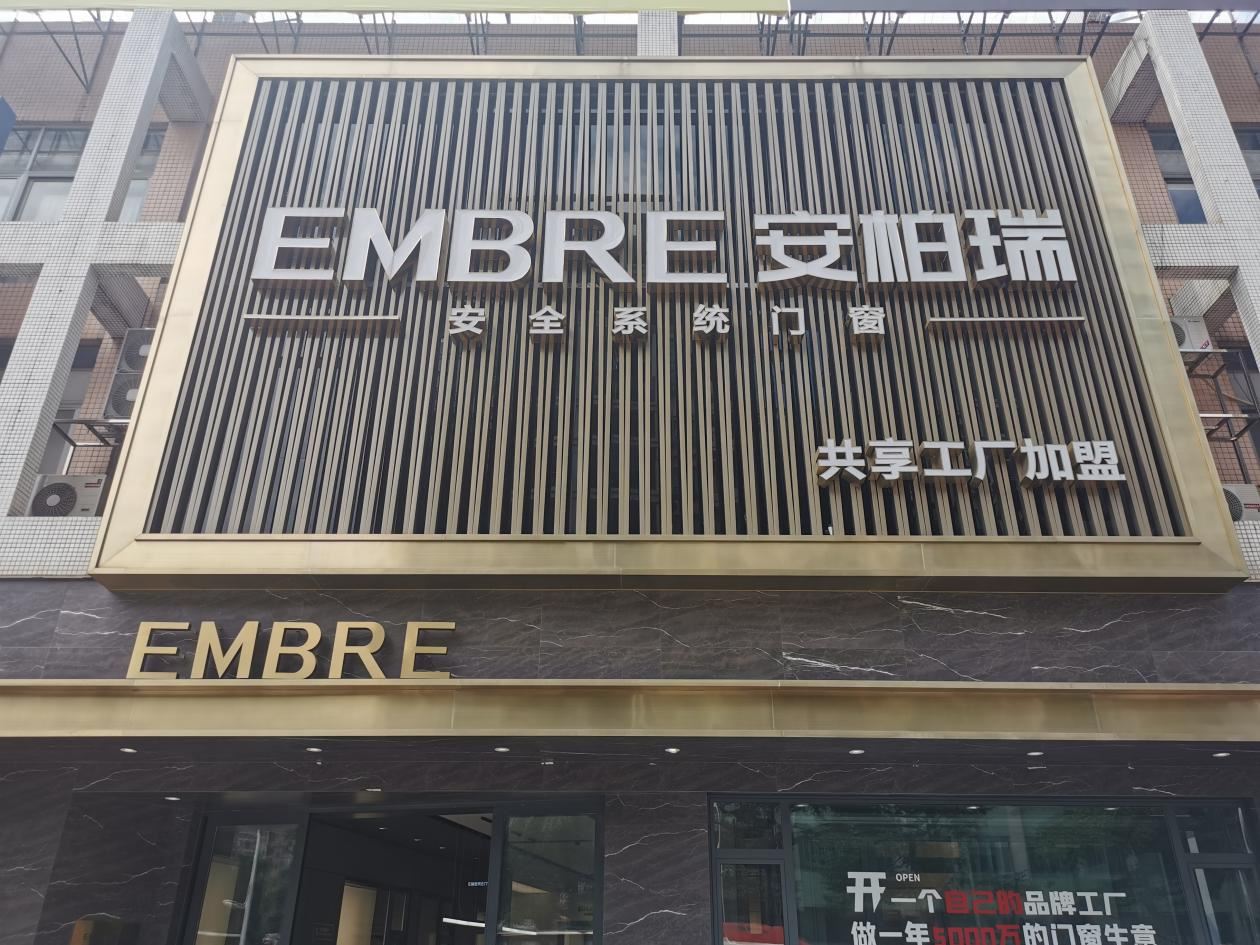 EMBRE 安柏瑞
安全系统门窗
共享工厂加盟
EMBRE
OPEN
开一个自己的品牌工厂
做一年5000万的门窗生意